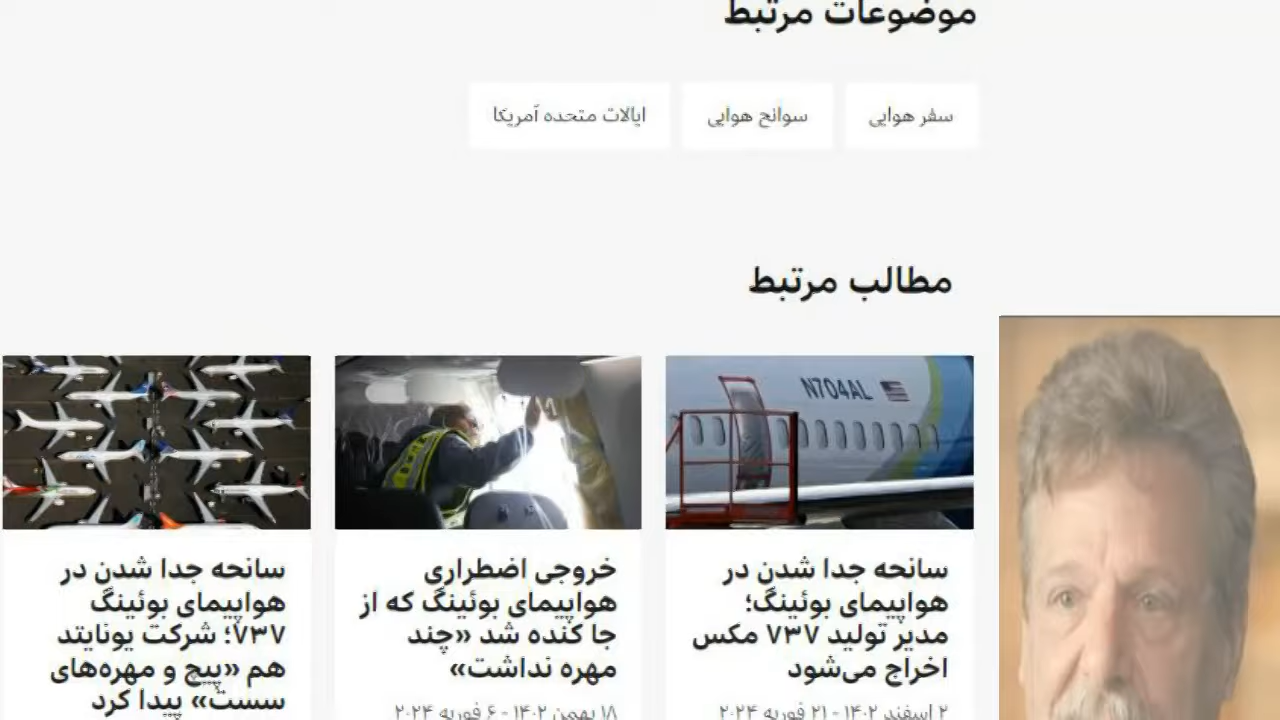 موضوعات مرتبط
سفر هوایی
سوانح هوایی
ایالات متحده آمریکا
مطالب مرتبط
N704AL
سانحه جدا شدن در
هواپیمای بوئینگ؛
مدیر تولید ۷۳۷ مکس
اخراج می‌شود
۲ اسفند ۱۴۰۲ - ۲۱ فوریه ۲۰۲۴
خروجی اضطراری
هواپیمای بوئینگ که از
جا کنده شد «چند
مهره نداشت»
۱۸ بهمن ۱۴۰۲ - ۶ فوریه ۲۰۲۴
سانحه جدا شدن در
هواپیمای بوئینگ
۷۳۷؛ شرکت یونایتد
هم «پیچ و مهره‌های
سست» پیدا کرد